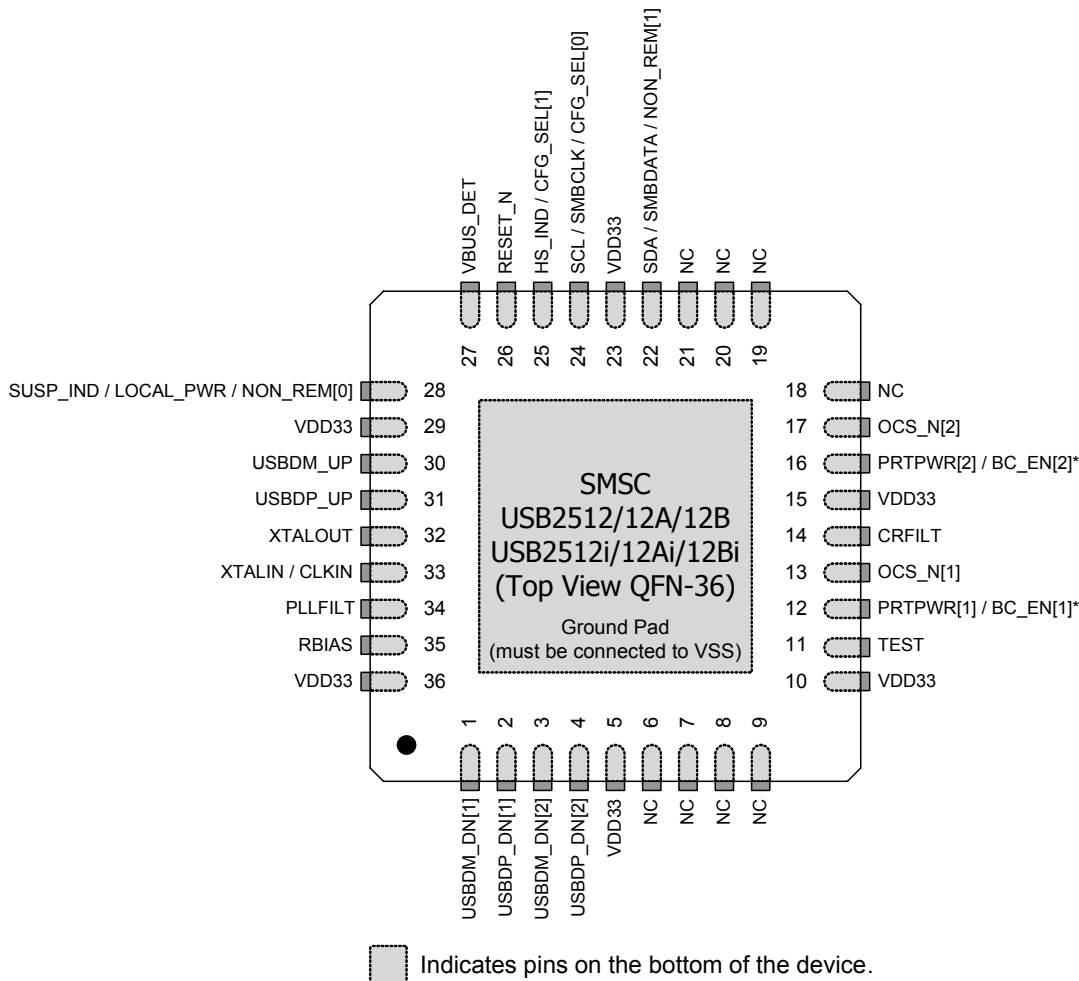 VBUS_DET
RESET_N
HS_IND / CFG_SEL[1]
SCL / SMBCLK / CFG_SEL[0]
VDD33
SDA / SMBDATA / NON_REM[1]
NC
NC
NC
27
26
25
24
23
22
21
20
19
SUSP_IND / LOCAL_PWR / NON_REM[0]
28
VDD33
29
USBDM_UP
30
USBDP_UP
31
XTALOUT
32
XTALIN / CLKIN
33
PLLFILT
34
RBIAS
35
VDD33
36
SMSC
USB2512/12A/12B
USB2512i/12Ai/12Bi
(Top View QFN-36)
Ground Pad
(must be connected to VSS)
18
NC
17
OCS_N[2]
16
PRTPWR[2] / BC_EN[2]*
15
VDD33
14
CRFILT
13
OCS_N[1]
12
PRTPWR[1] / BC_EN[1]*
11
TEST
10
VDD33
1
2
3
4
5
6
7
8
9
USBDM_DN[1]
USBDP_DN[1]
USBDM_DN[2]
USBDP_DN[2]
VDD33
NC
NC
NC
NC
Indicates pins on the bottom of the device.